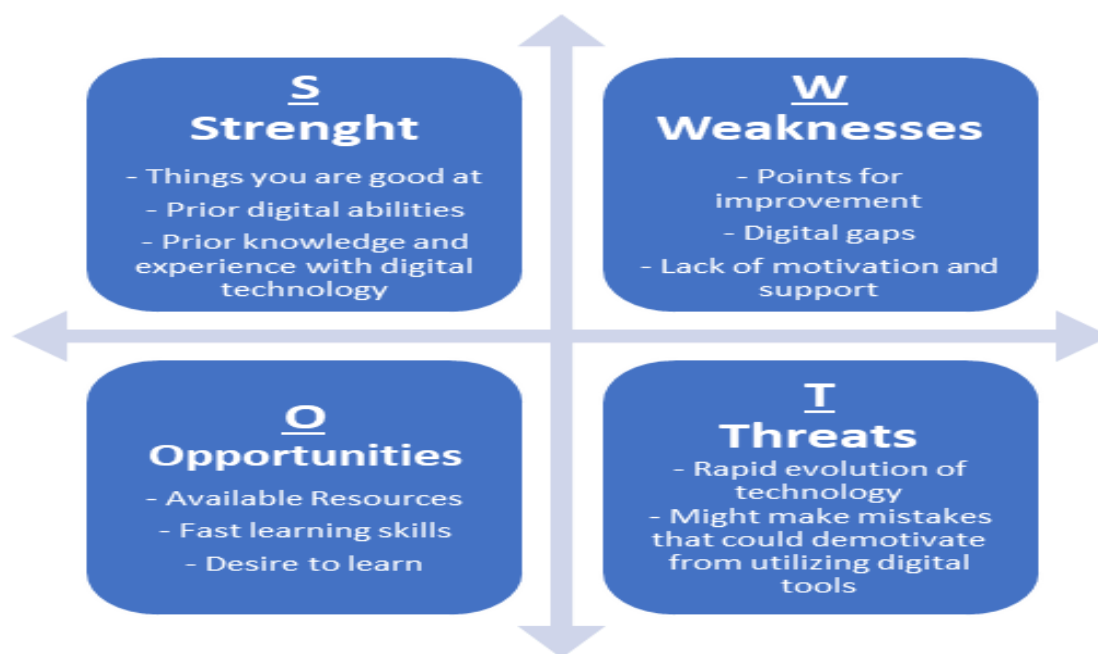 S
Strenght
- Things you are good at
- Prior digital abilities
- Prior knowledge and
experience with digital
technology
W
Weaknesses
- Points for
improvement
- Digital gaps
- Lack of motivation and
support
O
Opportunities
- Available Resources
- Fast learning skills
- Desire to learn
T
Threats
- Rapid evolution of
technology
- Might make mistakes
that could demotivate
from utilizing digital
tools